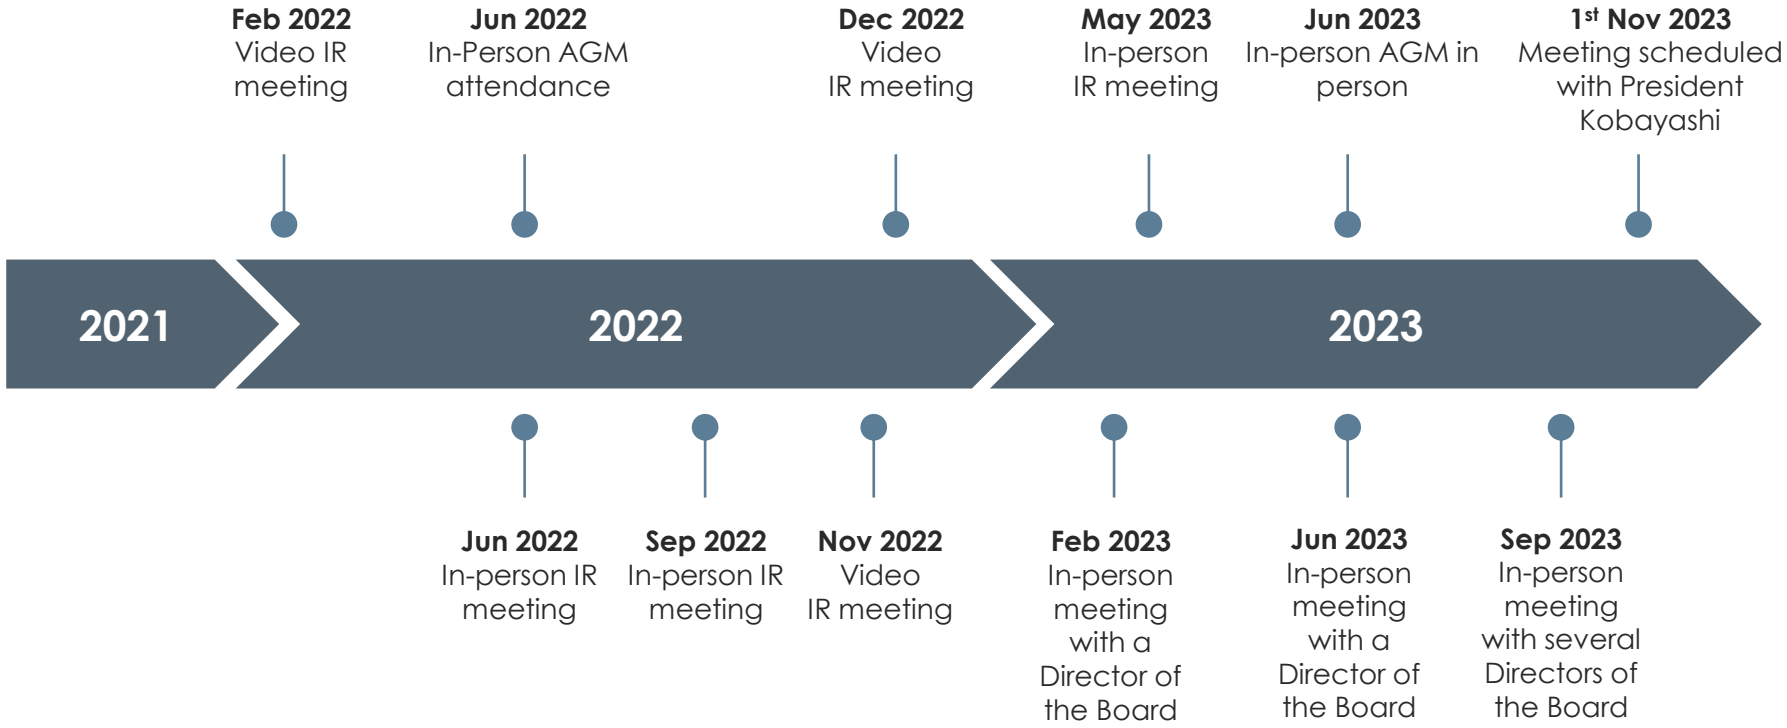 Feb 2022
Video IR
meeting
Jun 2022
In-Person AGM
attendance
Dec 2022
Video
IR meeting
May 2023
In-person
IR meeting
Jun 2023
In-person AGM in
person
1st Nov 2023
Meeting scheduled
with President
Kobayashi
2021
2022
2023
Jun 2022
In-person IR
meeting
Sep 2022
In-person IR
meeting
Nov 2022
Video
IR meeting
Feb 2023
In-person
meeting
with a
Director of
the Board
Jun 2023
In-person
meeting
with a
Director of
the Board
Sep 2023
In-person
meeting
with several
Directors of
the Board